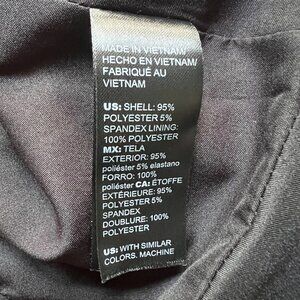 MADE IN VIETNAM/
HECHO EN VIETNAM/
FABRIQUÉ AU
VIETNAM
US: SHELL: 95%
POLYESTER 5%
SPANDEX LINING:
100% POLYESTER
MX: TELA
EXTERIOR: 95%
poliéster 5% elastano
FORRO: 100%
poliéster CA: ÉTOFFE
EXTÉRIEURE: 95%
POLYESTER 5%
SPANDEX
DOUBLURE: 100%
POLYESTER
US: WITH SIMILAR
COLORS. MACHINE